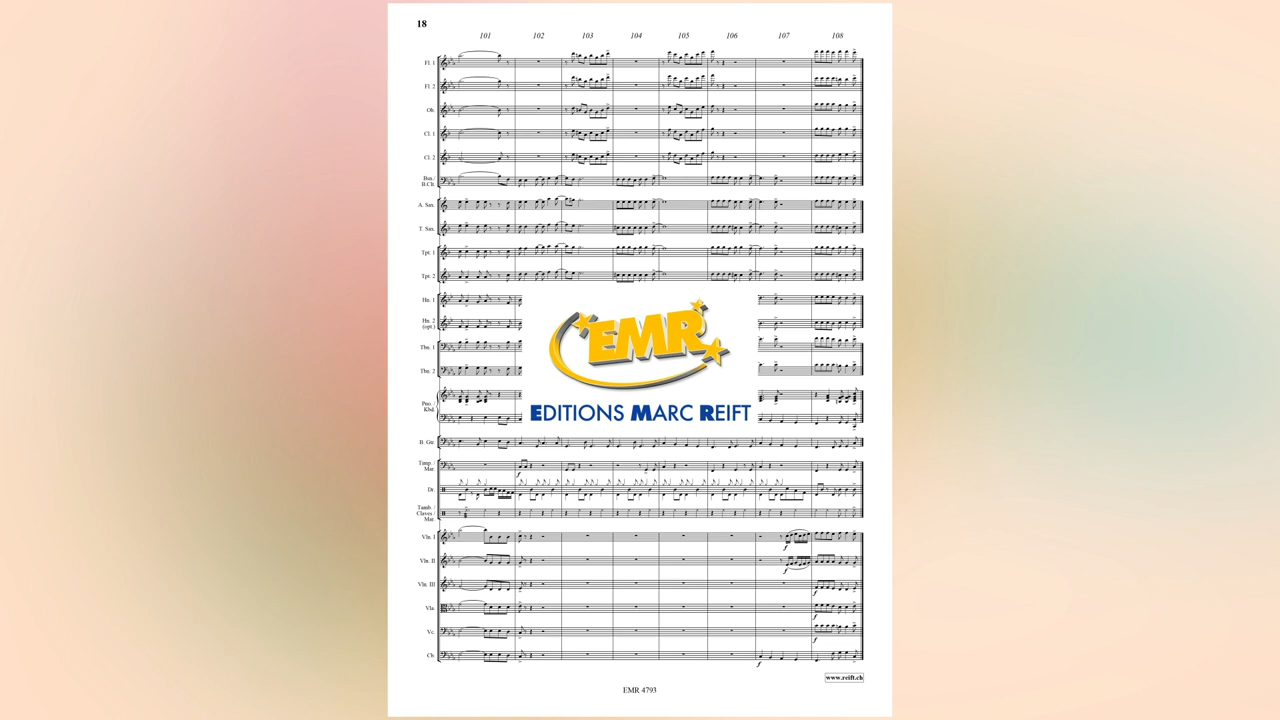 18
101 102 103 104 105 106 107 108
Fl. 1
Fl. 2
Ob.
Cl. 1
Cl. 2
Bsn /
B.Cb.
A. Sax.
T. Sax.
Tpt. 1
Tpt. 2
Hn. 1
Hn. 2
(opt.)
Tbn. 1
Tbn. 2
EMR
EDITIONS MARC REIFT
Pno. /
Kbd.
B. Gtr.
Timp. /
Mar.
f
Dr
Tamb. /
Claves /
Mar.
Vln. I
f
Vln. II
f
Vln. III
f
Vla.
f
Vc.
f
Cb.
f
www.reift.ch
EMR 4793